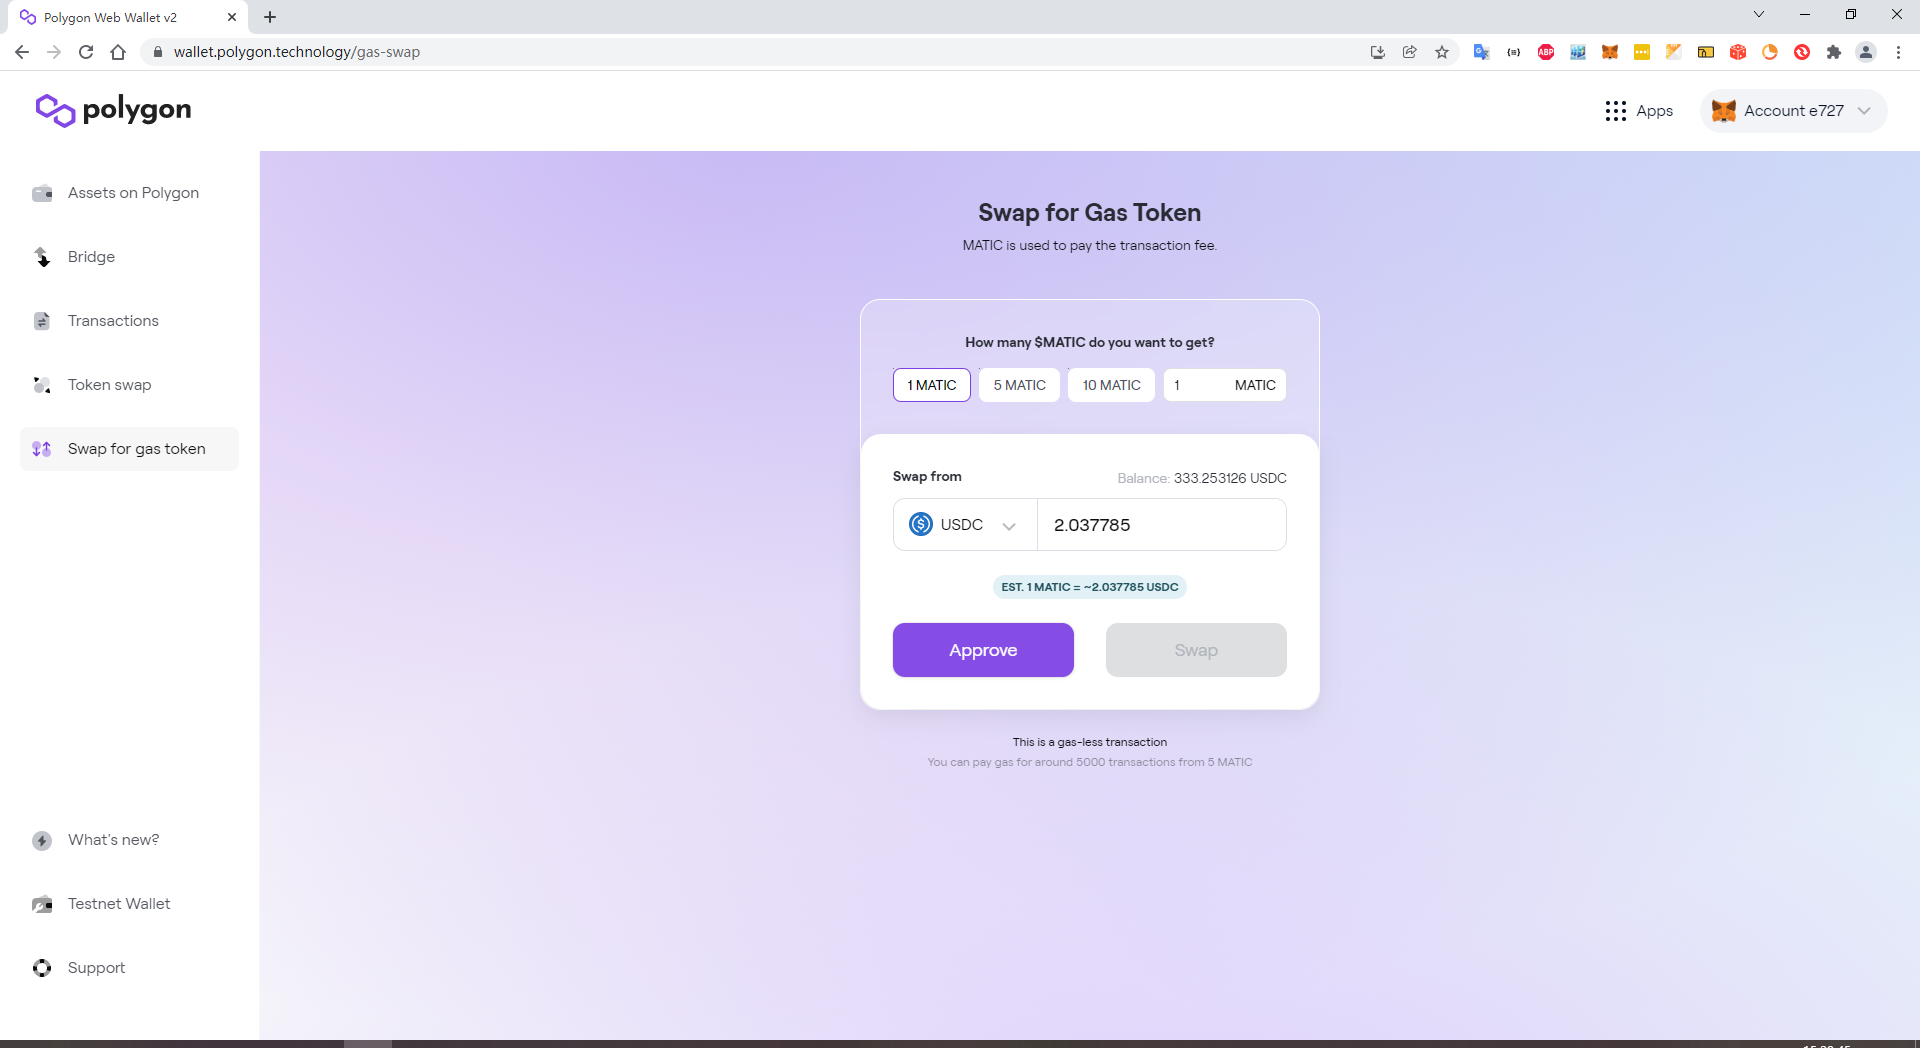 Polygon Web Wallet v2
wallet.polygon.technology/gas-swap
ABP
polygon
Apps
Account e727
Assets on Polygon
Bridge
Transactions
Token swap
Swap for gas token
What's new?
Testnet Wallet
Support
Swap for Gas Token
MATIC is used to pay the transaction fee.
How many $MATIC do you want to get?
1 MATIC 5 MATIC 10 MATIC 1 MATIC
Swap from Balance: 333.253126 USDC
USDC 2.037785
EST. 1 MATIC = ~2.037785 USDC
Approve Swap
This is a gas-less transaction
You can pay gas for around 5000 transactions from 5 MATIC